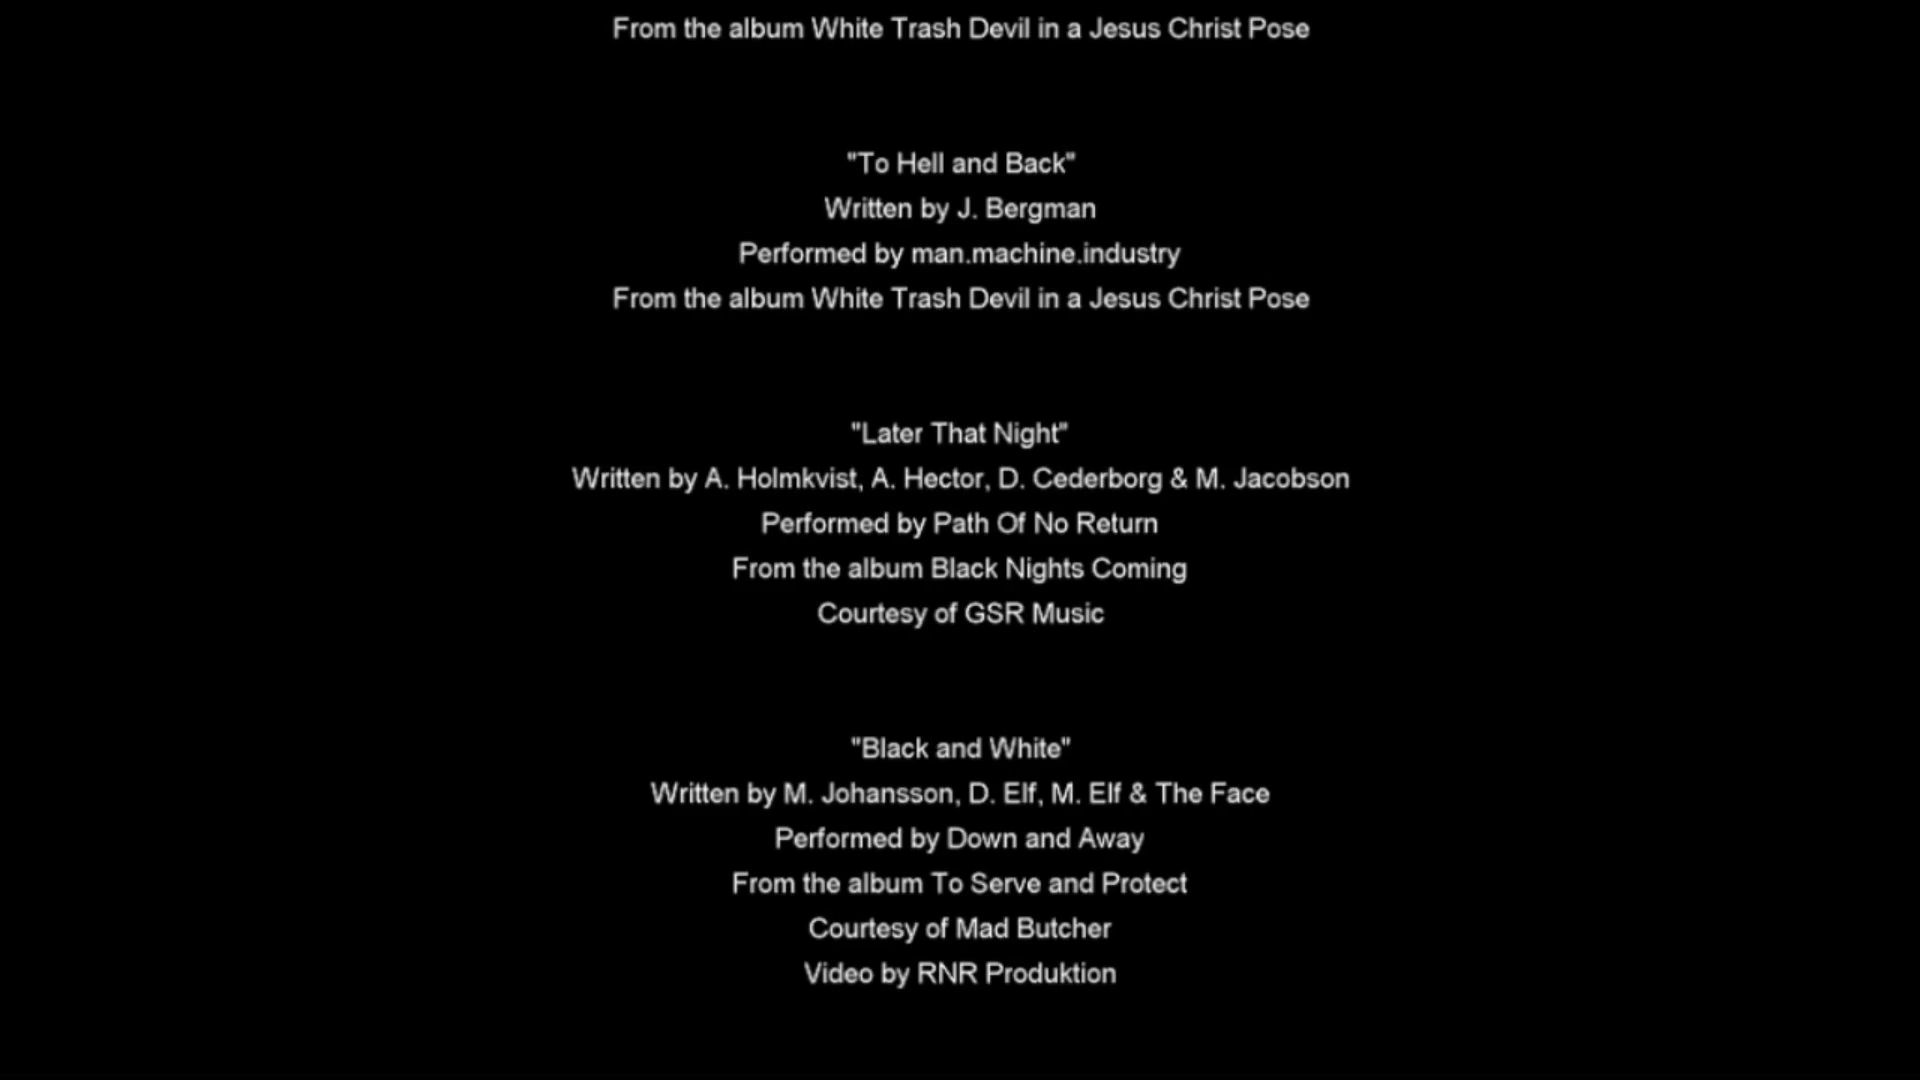 From the album White Trash Devil in a Jesus Christ Pose
"To Hell and Back"
Written by J. Bergman
Performed by man.machine.industry
From the album White Trash Devil in a Jesus Christ Pose
"Later That Night"
Written by A. Holmkvist, A. Hector, D. Cederborg & M. Jacobson
Performed by Path Of No Return
From the album Black Nights Coming
Courtesy of GSR Music
"Black and White"
Written by M. Johansson, D. Elf, M. Elf & The Face
Performed by Down and Away
From the album To Serve and Protect
Courtesy of Mad Butcher
Video by RNR Produktion